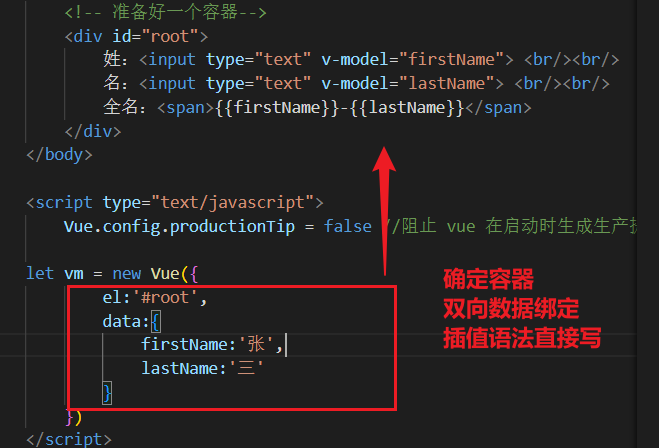 <!-- 准备好一个容器-->
<div id="root">
姓：<input type="text" v-model="firstName"> <br/><br/>
名：<input type="text" v-model="lastName"> <br/><br/>
全名：<span>{{firstName}}-{{lastName}}</span>
</div>
</body>
<script type="text/javascript">
Vue.config.productionTip = false //阻止 vue 在启动时生成生产
let vm = new Vue({
el:'#root',
data:{
firstName:'张',
lastName:'三'
}
})
</script>
确定容器
双向数据绑定
插值语法直接写